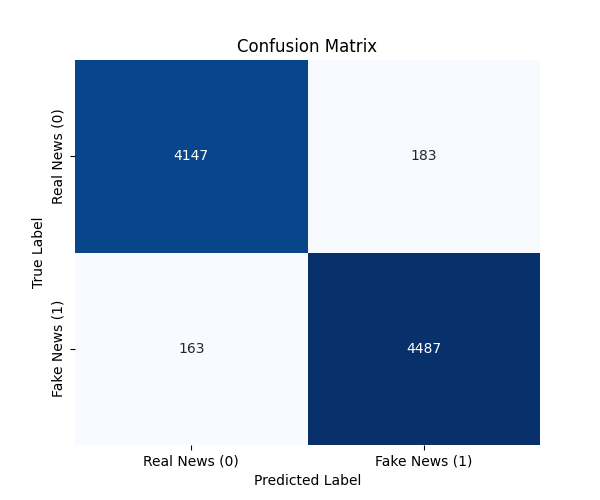 Confusion Matrix
True Label
Real News (0)
4147 183
Fake News (1)
163 4487
Real News (0) Fake News (1)
Predicted Label